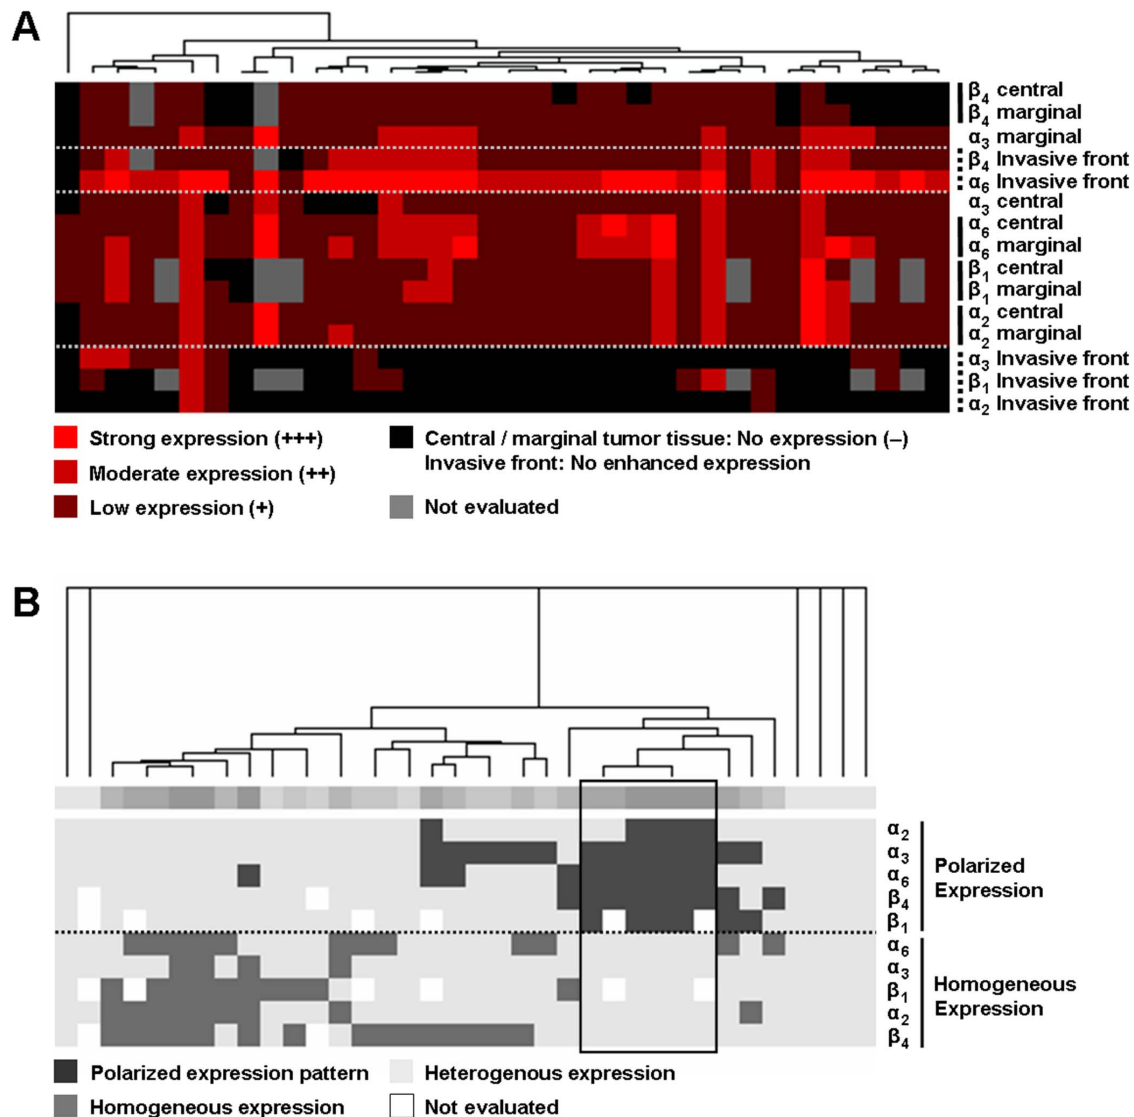 A
β4 central
β4 marginal
α3 marginal
β4 Invasive front
α6 Invasive front
α3 central
α6 central
α6 marginal
β1 central
β1 marginal
α2 central
α2 marginal
α3 Invasive front
β1 Invasive front
α2 Invasive front
Strong expression (+++)
Moderate expression (++)
Low expression (+)
Central / marginal tumor tissue: No expression (–)
Invasive front: No enhanced expression
Not evaluated
B
α2
α3
α6
β4
β1
Polarized
Expression
α6
α3
β1
α2
β4
Homogeneous
Expression
Polarized expression pattern
Homogeneous expression
Heterogenous expression
Not evaluated